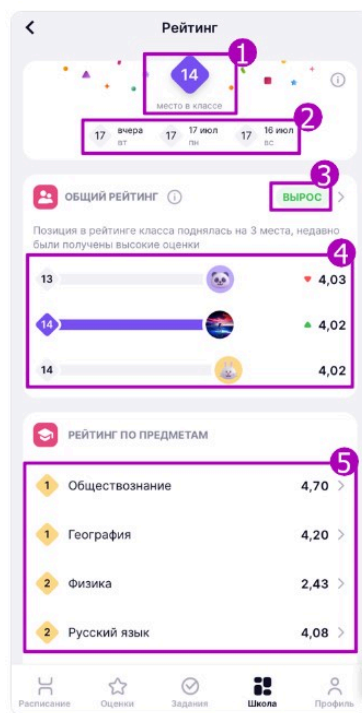 Рейтинг
1
14
место в классе
2
17 вчера вт 17 17 июл пн 17 16 июл вс
3
ОБЩИЙ РЕЙТИНГ ВЫРОС
Позиция в рейтинге класса поднялась на 3 места, недавно
были получены высокие оценки
4
13 4,03
14 4,02
14 4,02
РЕЙТИНГ ПО ПРЕДМЕТАМ
5
1 Обществознание 4,70
1 География 4,20
2 Физика 2,43
2 Русский язык 4,08
Расписание Оценки Задания Школа Профиль